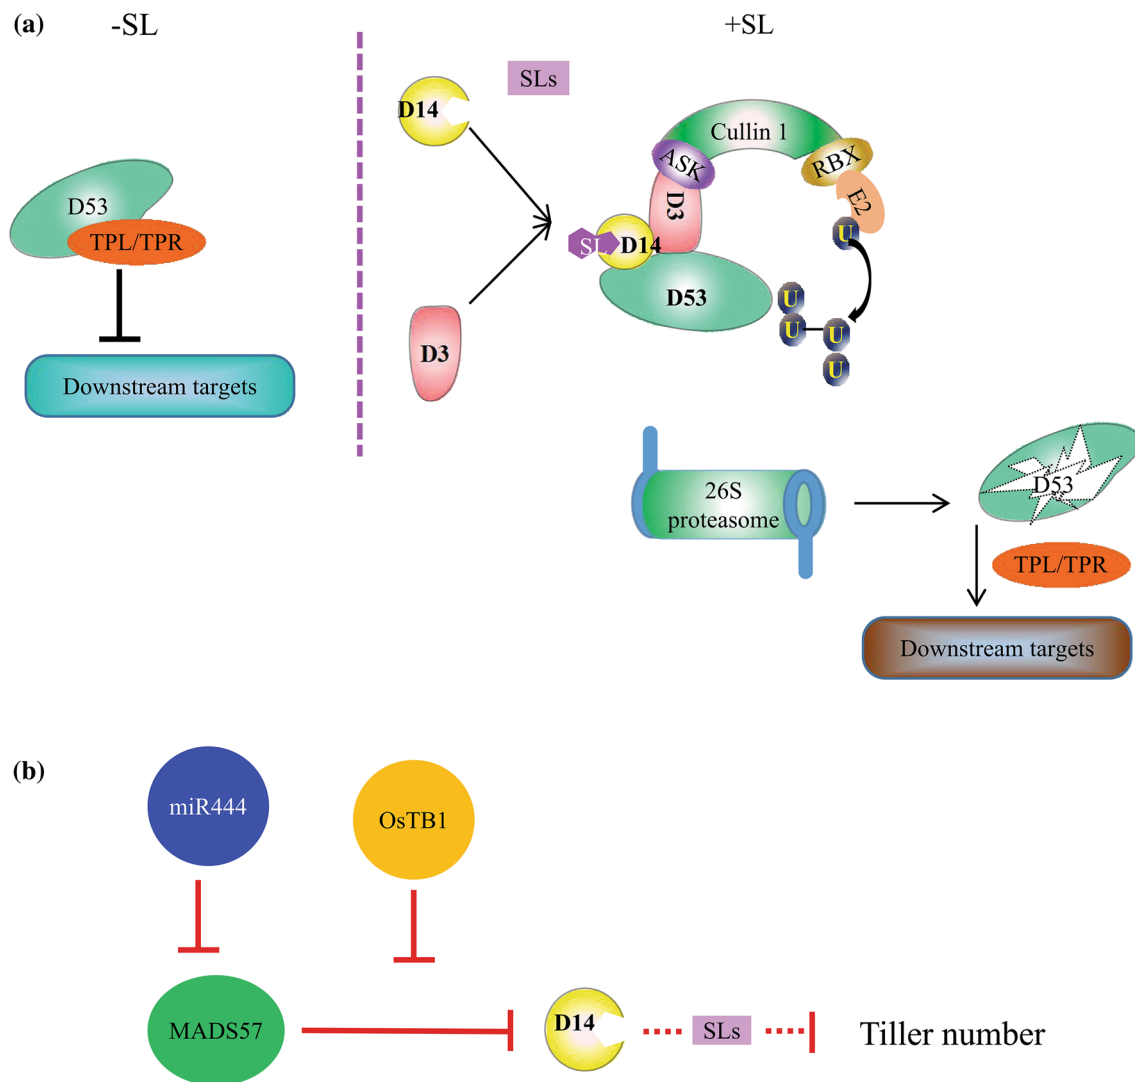 (a)
-SL
+SL
SLs
D14
Cullin 1
ASK
RBX
D3
E2
D53
TPL/TPR
U
SL
D14
D53
U
U
U
U
D3
Downstream targets
26S
proteasome
D53
TPL/TPR
Downstream targets
(b)
miR444
OsTB1
MADS57
D14
SLs
Tiller number